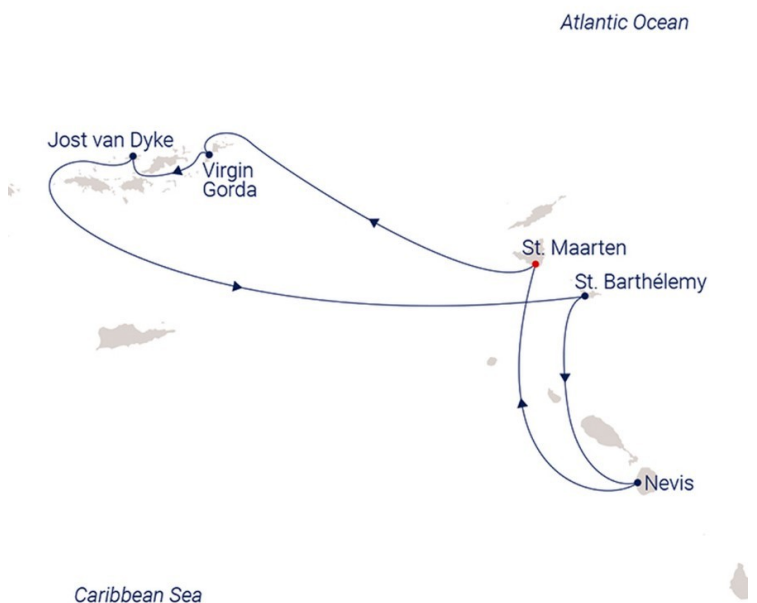 Atlantic Ocean
Jost van Dyke
Virgin
Gorda
St. Maarten
St. Barthélemy
Nevis
Caribbean Sea